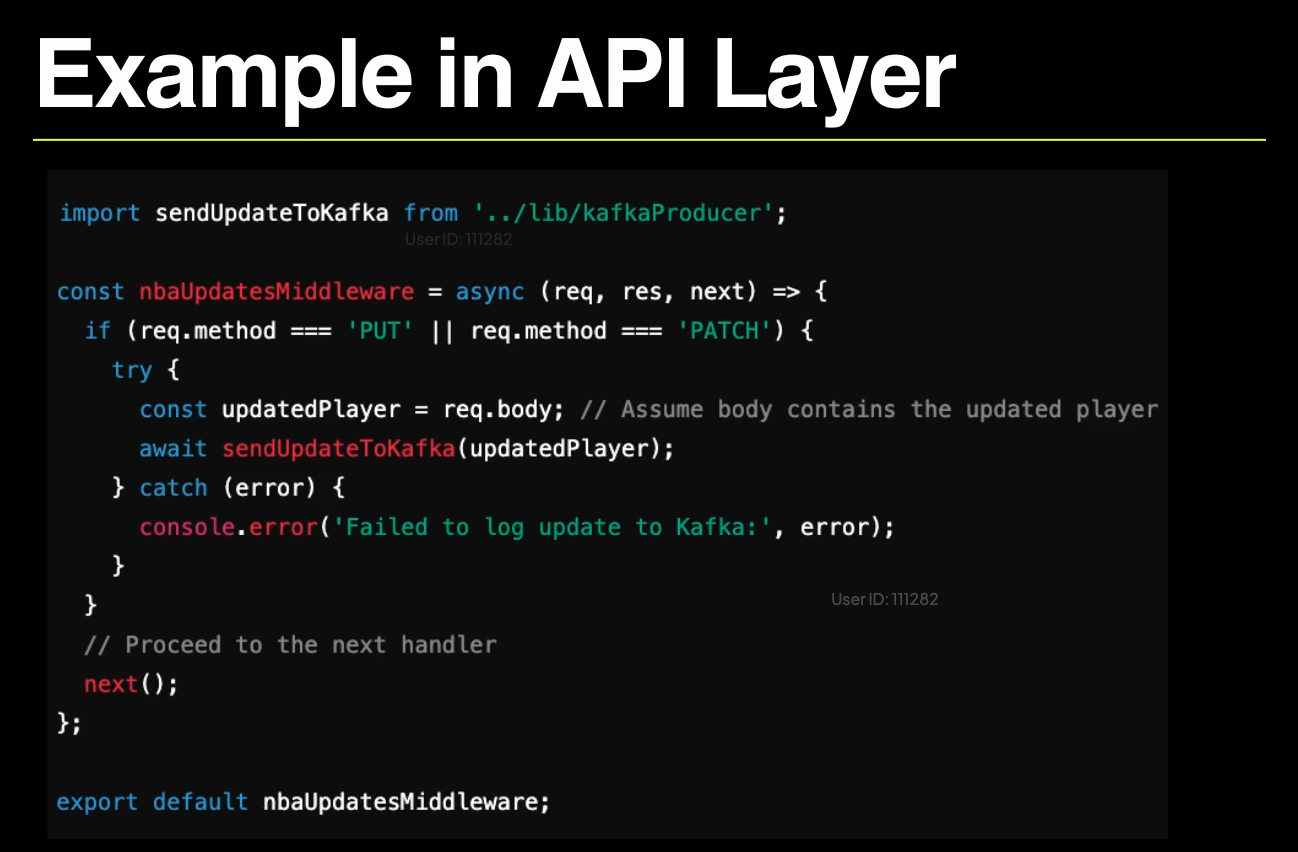 Example in API Layer
import sendUpdateToKafka from '../lib/kafkaProducer';
User ID: 111282
const nbaUpdatesMiddleware = async (req, res, next) => {
if (req.method === 'PUT' || req.method === 'PATCH') {
try {
const updatedPlayer = req.body; // Assume body contains the updated player
await sendUpdateToKafka(updatedPlayer);
} catch (error) {
console.error('Failed to log update to Kafka:', error);
}
}
User ID: 111282
// Proceed to the next handler
next();
};
export default nbaUpdatesMiddleware;